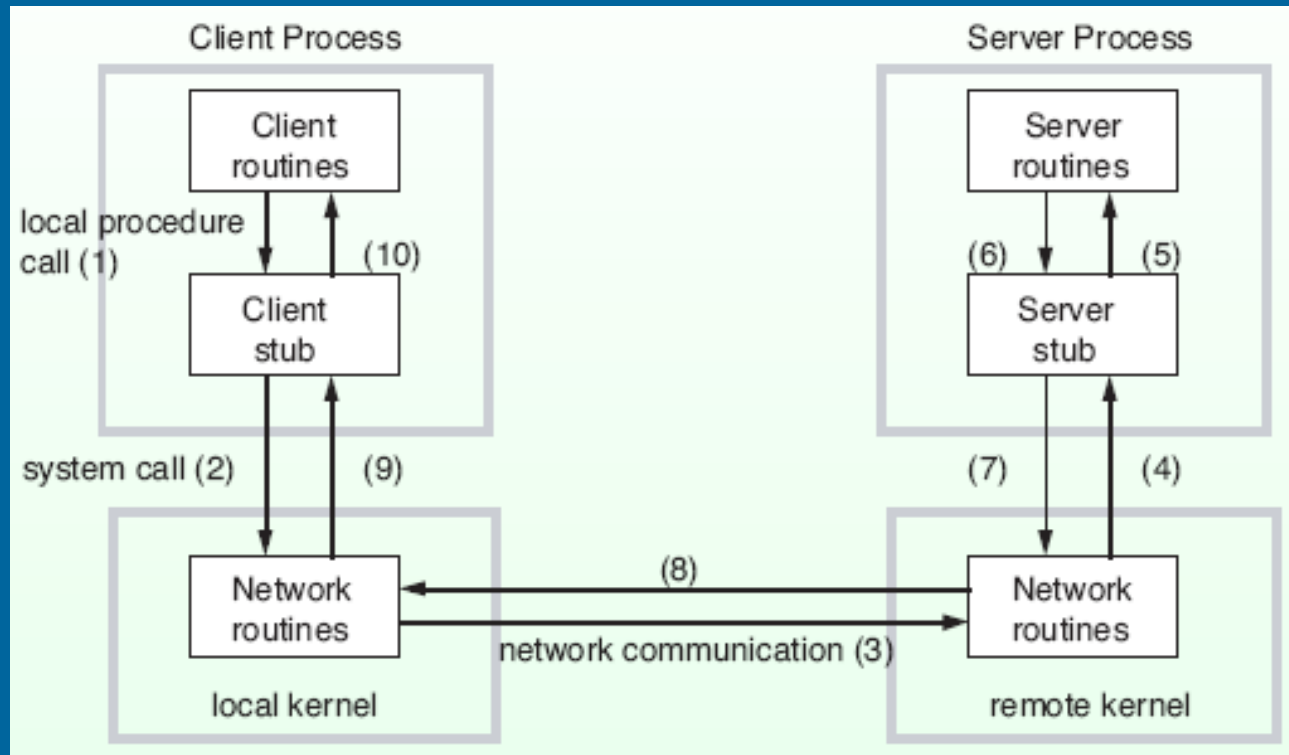 Client Process
Server Process
Client
routines
Server
routines
local procedure
call (1)
(10)
(6)
(5)
Client
stub
Server
stub
system call (2)
(9)
(7)
(4)
(8)
Network
routines
Network
routines
network communication (3)
local kernel
remote kernel